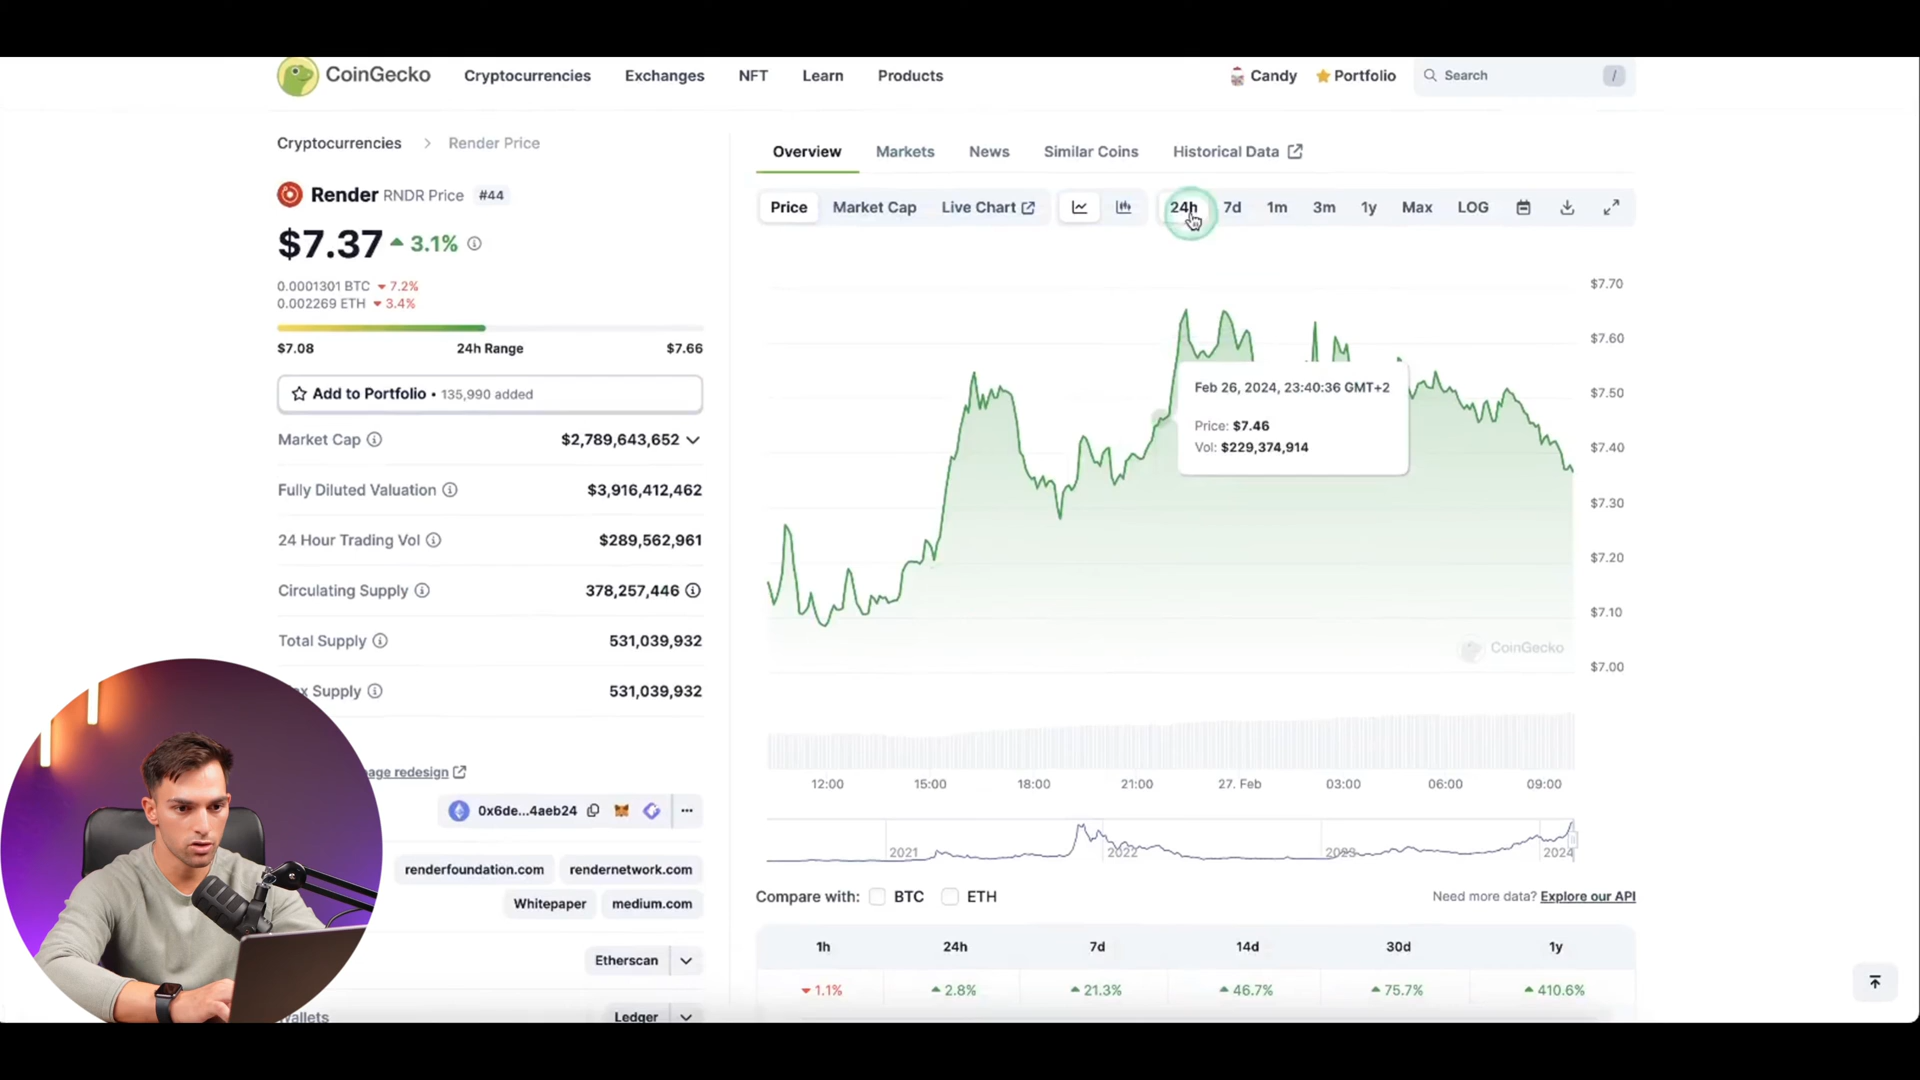 CoinGecko Cryptocurrencies Exchanges NFT Learn Products Candy Portfolio Search /
Cryptocurrencies > Render Price
Render RNDR Price #44
$7.37 3.1%
0.0001301 BTC 7.2%
0.002269 ETH 3.4%
$7.08 24h Range $7.66
Add to Portfolio • 135,990 added
Market Cap $2,789,643,652
Fully Diluted Valuation $3,916,412,462
24 Hour Trading Vol $289,562,961
Circulating Supply 378,257,446
Total Supply 531,039,932
Supply 531,039,932
redesign
0x6de...4aeb24
renderfoundation.com rendernetwork.com
Whitepaper medium.com
Etherscan
Ledger
Overview Markets News Similar Coins Historical Data
Price Market Cap Live Chart 24h 7d 1m 3m 1y Max LOG
$7.70
$7.60
$7.50
$7.40
$7.30
$7.20
$7.10
$7.00
Feb 26, 2024, 23:40:36 GMT+2
Price: $7.46
Vol: $229,374,914
CoinGecko
12:00 15:00 18:00 21:00 27. Feb 03:00 06:00 09:00
2021 2022 2023 2024
Compare with: BTC ETH Need more data? Explore our API
1h 24h 7d 14d 30d 1y
1.1% 2.8% 21.3% 46.7% 75.7% 410.6%